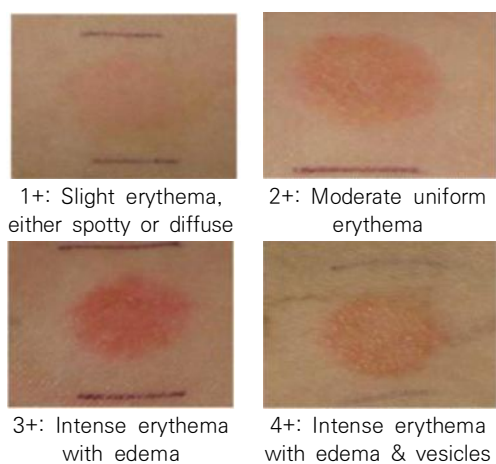 1+: Slight erythema,
either spotty or diffuse
2+: Moderate uniform
erythema
3+: Intense erythema
with edema
4+: Intense erythema
with edema & vesicles